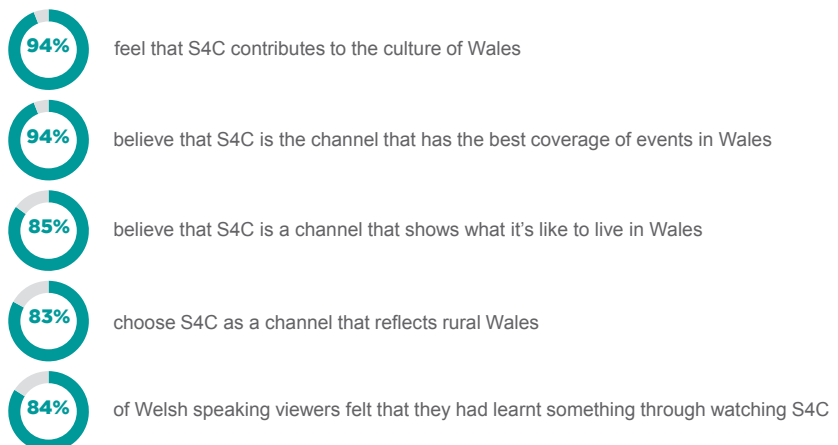 94% feel that S4C contributes to the culture of Wales
94% believe that S4C is the channel that has the best coverage of events in Wales
85% believe that S4C is a channel that shows what it's like to live in Wales
83% choose S4C as a channel that reflects rural Wales
84% of Welsh speaking viewers felt that they had learnt something through watching S4C